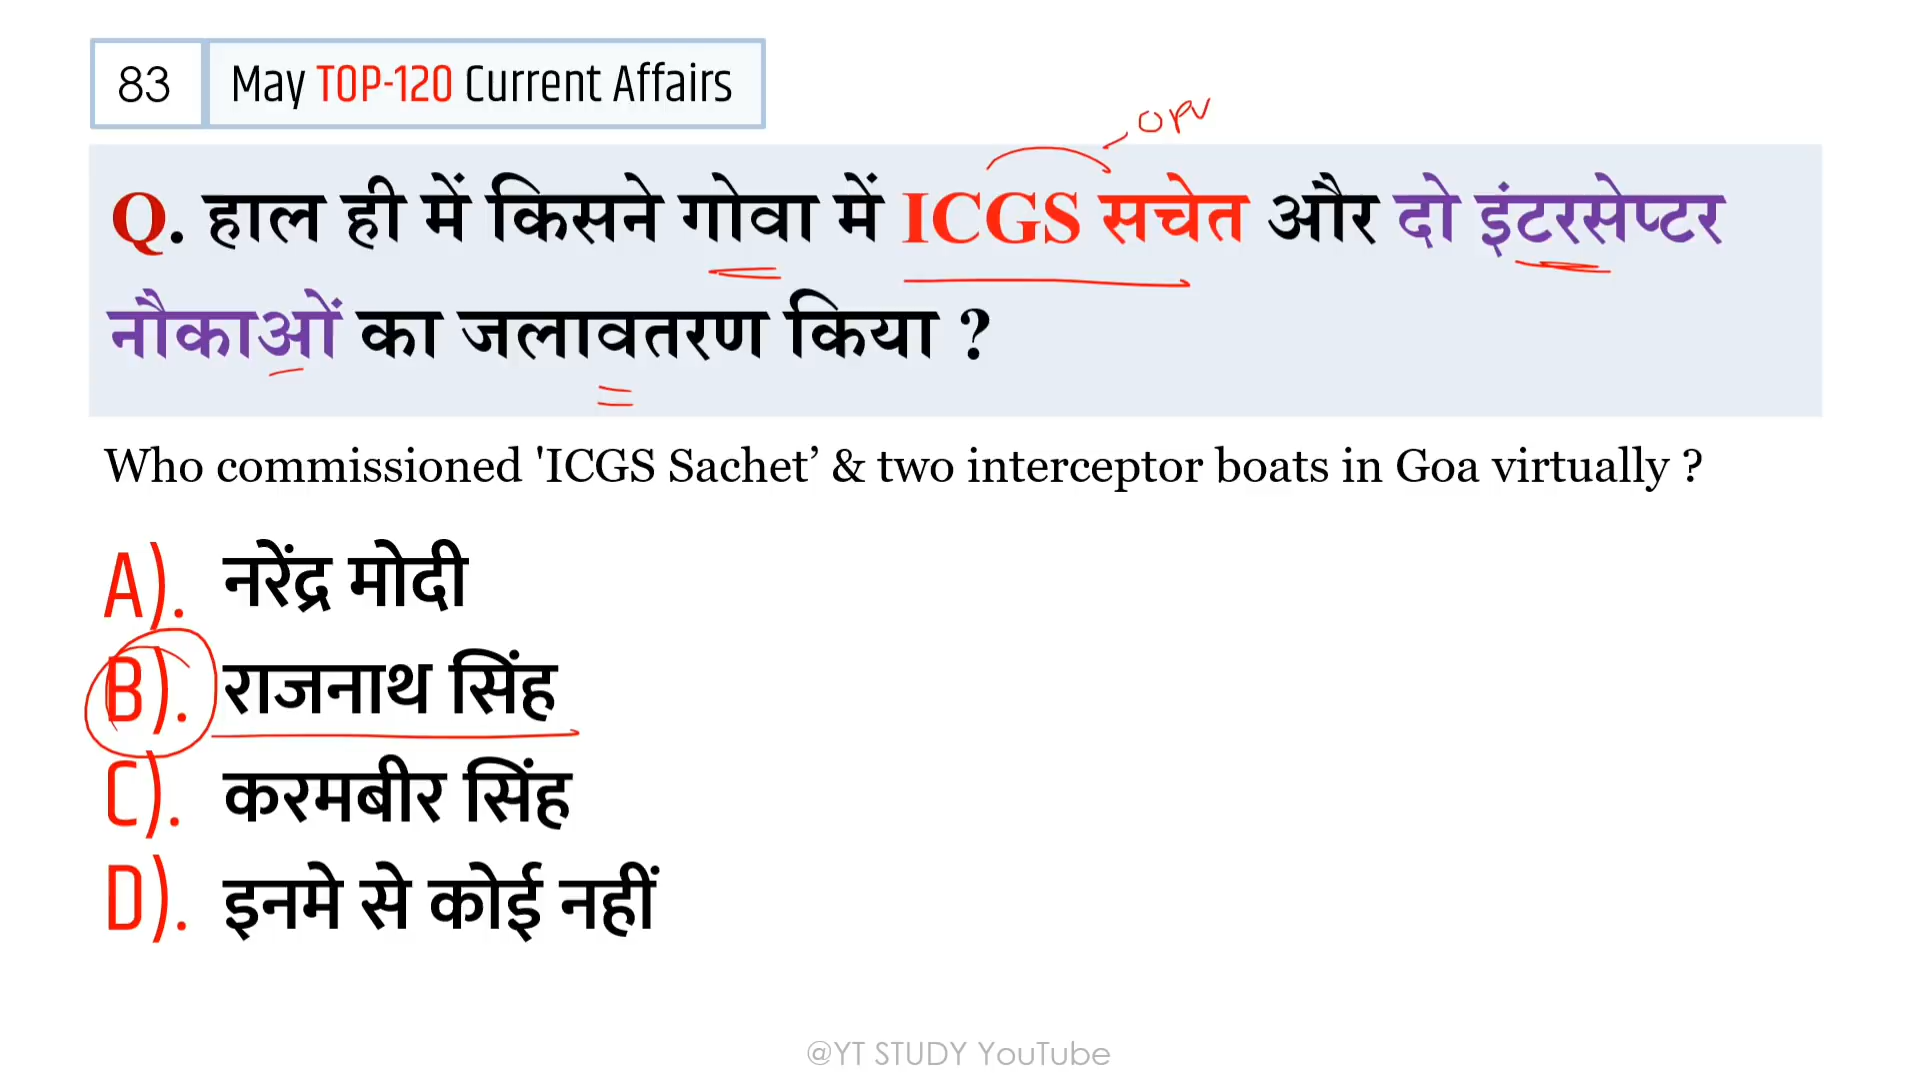 83 May TOP-120 Current Affairs
OPV
Q. हाल ही में किसने गोवा में ICGS सचेत और दो इंटरसेप्टर
नौकाओं का जलावतरण किया ?
Who commissioned 'ICGS Sachet’ & two interceptor boats in Goa virtually ?
A). नरेंद्र मोदी
B). राजनाथ सिंह
C). करमबीर सिंह
D). इनमे से कोई नहीं
@YT STUDY YouTube